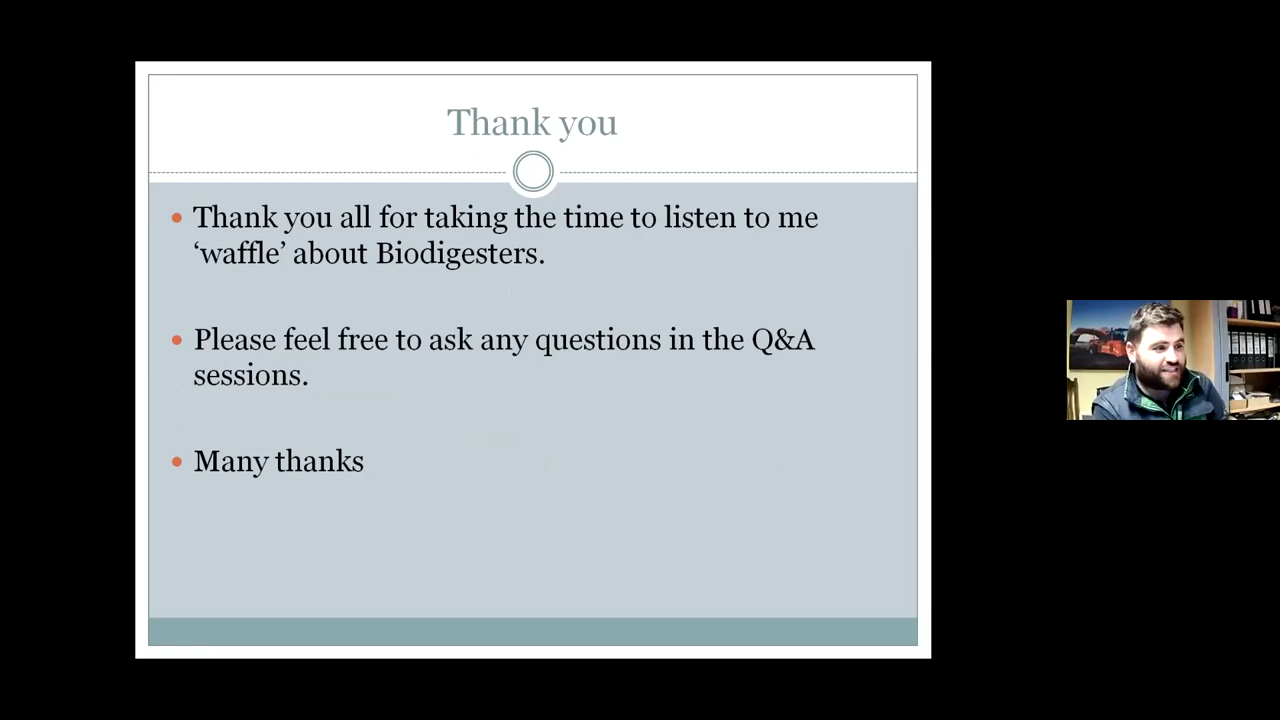 Thank you
• Thank you all for taking the time to listen to me
‘waffle’ about Biodigesters.
• Please feel free to ask any questions in the Q&A
sessions.
• Many thanks